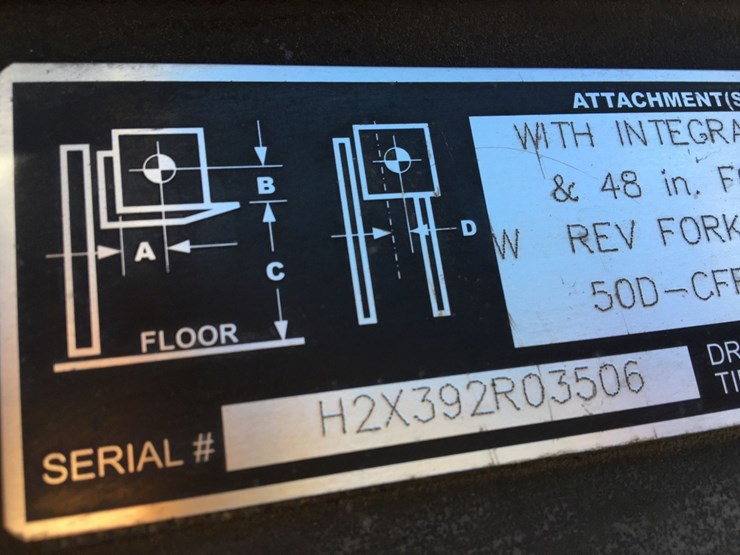 ATTACHMENT(S
WITH INTEGRA
& 48 in. F
W REV FORK
50D-CF
B
A
D
C
FLOOR
SERIAL # H2X392R03506
DR
TI